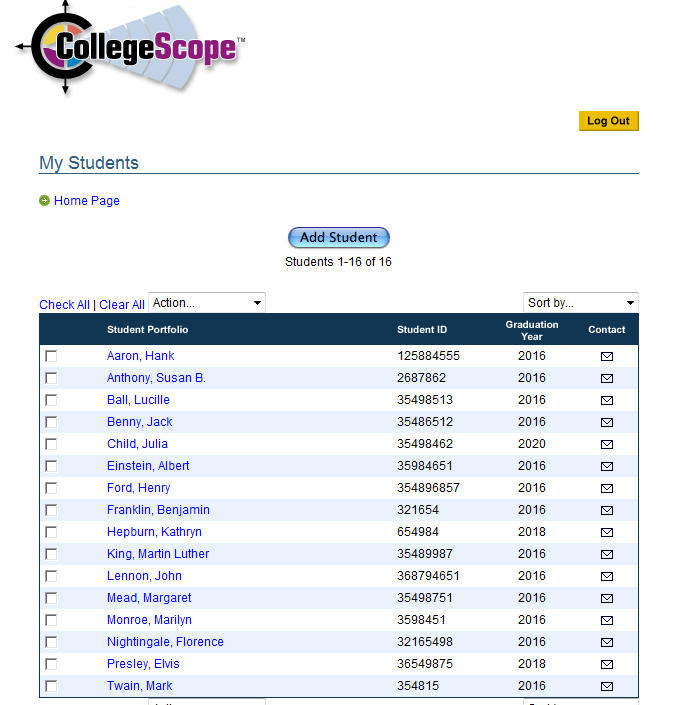 CollegeScope™
Log Out
My Students
Home Page
Add Student
Students 1-16 of 16
Check All | Clear All Action... Sort by...
Student Portfolio Student ID Graduation Year Contact
Aaron, Hank 125884555 2016
Anthony, Susan B. 2687862 2016
Ball, Lucille 35498513 2016
Benny, Jack 35486512 2016
Child, Julia 35498462 2020
Einstein, Albert 35984651 2016
Ford, Henry 354896857 2016
Franklin, Benjamin 321654 2016
Hepburn, Kathryn 654984 2018
King, Martin Luther 35489987 2016
Lennon, John 368794651 2016
Mead, Margaret 35498751 2016
Monroe, Marilyn 3598451 2016
Nightingale, Florence 32165498 2016
Presley, Elvis 36549875 2018
Twain, Mark 354815 2016